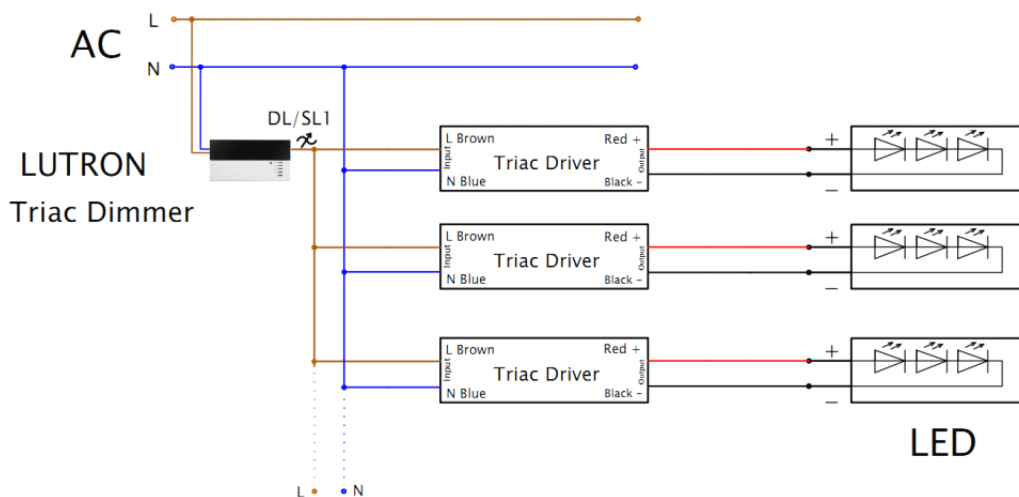 L
AC
N
DL/SL1
LUTRON
Triac Dimmer
L Brown
Red +
Input
Triac Driver
Output
N Blue
Black -
+
−
L Brown
Red +
Input
Triac Driver
Output
N Blue
Black -
+
−
L Brown
Red +
Input
Triac Driver
Output
N Blue
Black -
+
−
LED
L
N